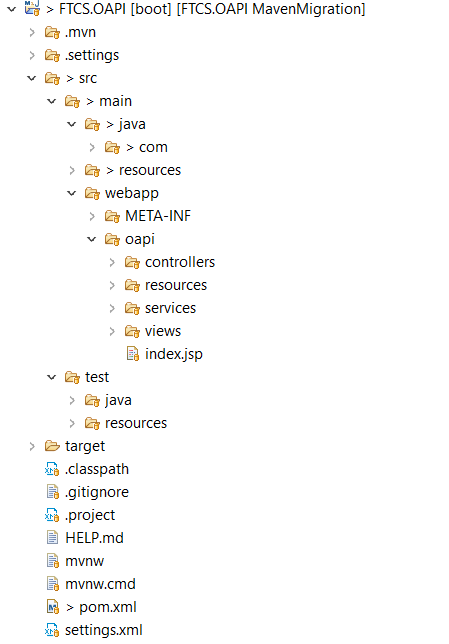 > FTCS.OAPI [boot] [FTCS.OAPI MavenMigration]
.mvn
.settings
> src
> main
> java
> com
> resources
webapp
META-INF
oapi
controllers
resources
services
views
index.jsp
test
java
resources
target
.classpath
.gitignore
.project
HELP.md
mvnw
mvnw.cmd
> pom.xml
settings.xml